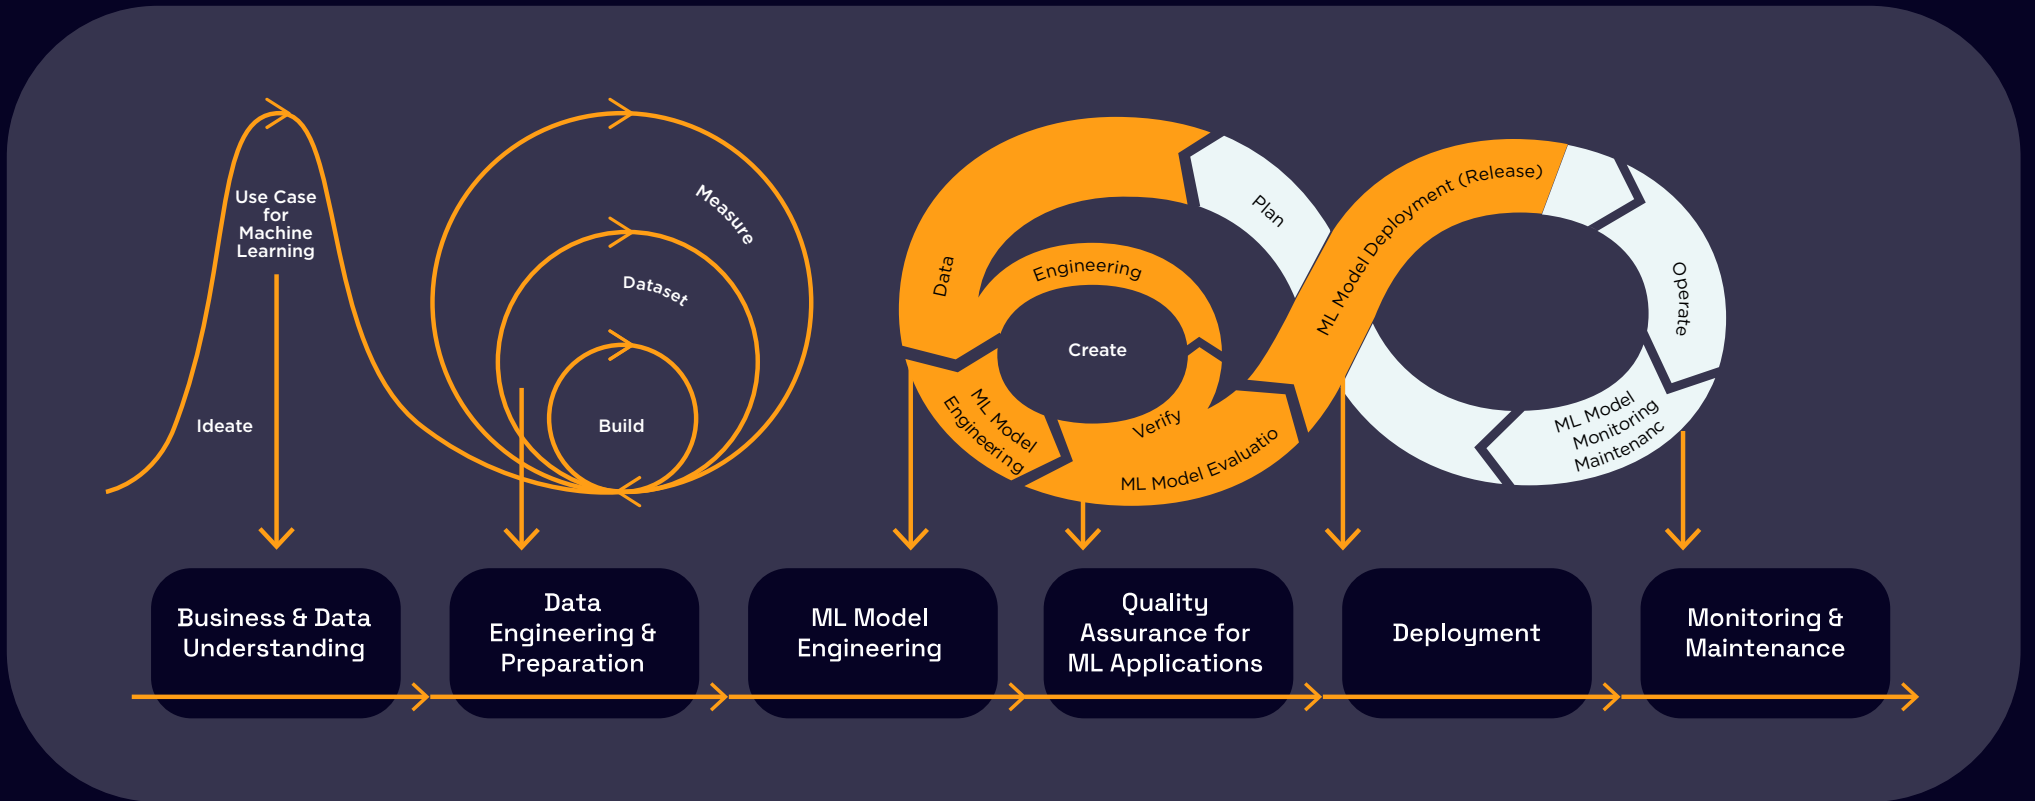 Use Case
for
Machine
Learning
Ideate
Measure
Dataset
Build
Data
Engineering
Create
ML Model
Engineering
Verify
ML Model Evaluatio
Plan
ML Model Deployment (Release)
Operate
ML Model
Monitoring
Maintenanc
Business & Data
Understanding
Data
Engineering &
Preparation
ML Model
Engineering
Quality
Assurance for
ML Applications
Deployment
Monitoring &
Maintenance